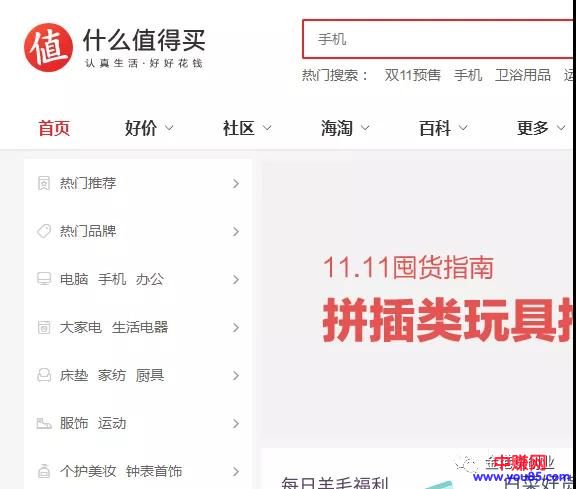 值 什么值得买
认真生活·好好花钱
手机
热门搜索： 双11预售 手机 卫浴用品
首页 好价 社区 海淘 百科 更多
热门推荐
热门品牌
电脑 手机 办公
大家电 生活电器
床垫 家纺 厨具
服饰 运动
个护美妆 钟表首饰
11.11囤货指南
拼插类玩具
每日羊毛福利
百来好货
中赚网
www.you85.com